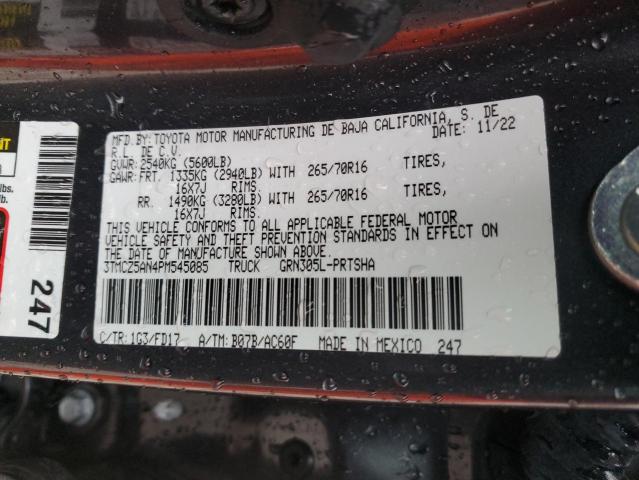 MFD. BY: TOYOTA MOTOR MANUFACTURING DE BAJA CALIFORNIA, S. DE
R. L. DE C.V. DATE: 11/22
GVWR: 2540KG (5600LB)
GAWR: FRT. 1335KG (2940LB) WITH 265/70R16 TIRES,
16X7J RIMS.
RR. 1490KG (3280LB) WITH 265/70R16 TIRES,
16X7J RIMS.
THIS VEHICLE CONFORMS TO ALL APPLICABLE FEDERAL MOTOR
VEHICLE SAFETY AND THEFT PREVENTION STANDARDS IN EFFECT ON
THE DATE OF MANUFACTURE SHOWN ABOVE.
3TMCZ5AN4PM545085 TRUCK GRN305L-PRTSHA
C/TR: 1G3/FD17 A/TM: B07B/AC60F MADE IN MEXICO 247
NT
lbs.
lbs.
247